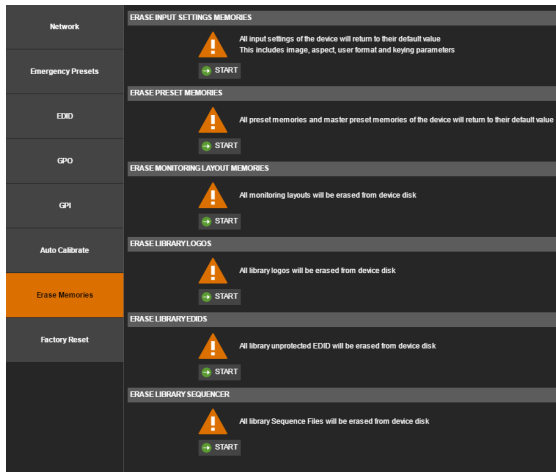 Network
Emergency Presets
EDID
GPO
GPI
Auto Calibrate
Erase Memories
Factory Reset
ERASE INPUT SETTINGS MEMORIES
All input settings of the device will return to their default value
This includes image, aspect, user format and keying parameters
START
ERASE PRESET MEMORIES
All preset memories and master preset memories of the device will return to their default value
START
ERASE MONITORING LAYOUT MEMORIES
All monitoring layouts will be erased from device disk
START
ERASE LIBRARY LOGOS
All library logos will be erased from device disk
START
ERASE LIBRARY EDIDS
All library unprotected EDID will be erased from device disk
START
ERASE LIBRARY SEQUENCER
All library Sequence Files will be erased from device disk
START